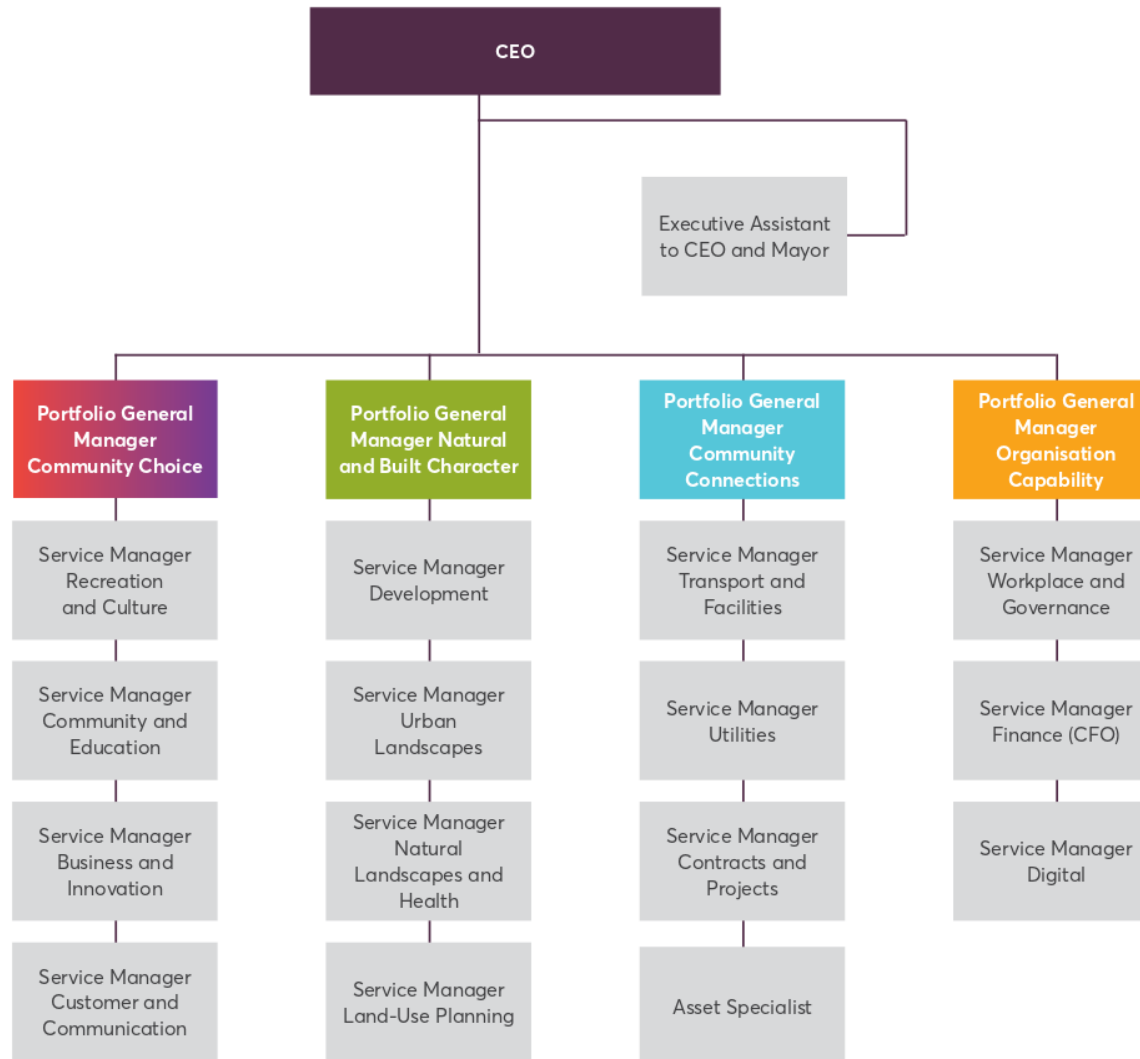 CEO
Executive Assistant
to CEO and Mayor
Portfolio General
Manager
Community Choice
Service Manager
Recreation
and Culture
Service Manager
Community and
Education
Service Manager
Business and
Innovation
Service Manager
Customer and
Communication
Portfolio General
Manager Natural
and Built Character
Service Manager
Development
Service Manager
Urban
Landscapes
Service Manager
Natural
Landscapes and
Health
Service Manager
Land-Use Planning
Portfolio General
Manager
Community
Connections
Service Manager
Transport and
Facilities
Service Manager
Utilities
Service Manager
Contracts and
Projects
Asset Specialist
Portfolio General
Manager
Organisation
Capability
Service Manager
Workplace and
Governance
Service Manager
Finance (CFO)
Service Manager
Digital